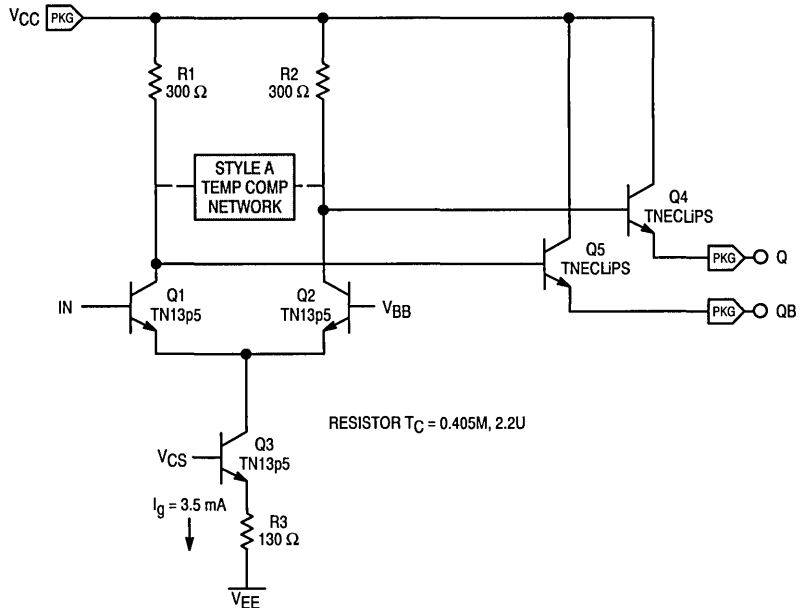 VCC PKG
R1
300 Ω
R2
300 Ω
STYLE A
TEMP COMP
NETWORK
Q4
TNECLiPS
Q5
TNECLiPS
PKG Q
PKG QB
IN
Q1
TN13p5
Q2
TN13p5
VBB
RESISTOR TC = 0.405M, 2.2U
VCS
Q3
TN13p5
Ig = 3.5 mA
R3
130 Ω
VEE